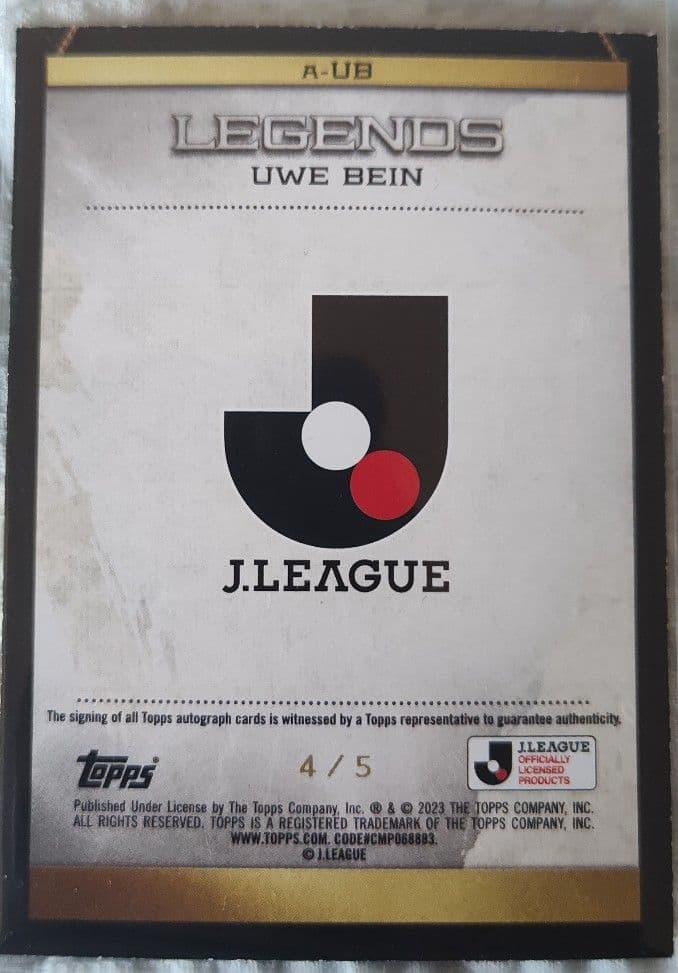 A-UB
LEGENDS
UWE BEIN
J.LEAGUE
The signing of all Topps autograph cards is witnessed by a Topps representative to guarantee authenticity.
Topps®
4 / 5
J.LEAGUE
OFFICIALLY
LICENSED
PRODUCTS
Published Under License by The Topps Company, Inc. ® & © 2023 THE TOPPS COMPANY, INC.
ALL RIGHTS RESERVED. TOPPS IS A REGISTERED TRADEMARK OF THE TOPPS COMPANY, INC.
WWW.TOPPS.COM. CODE#CMP068883.
© J.LEAGUE